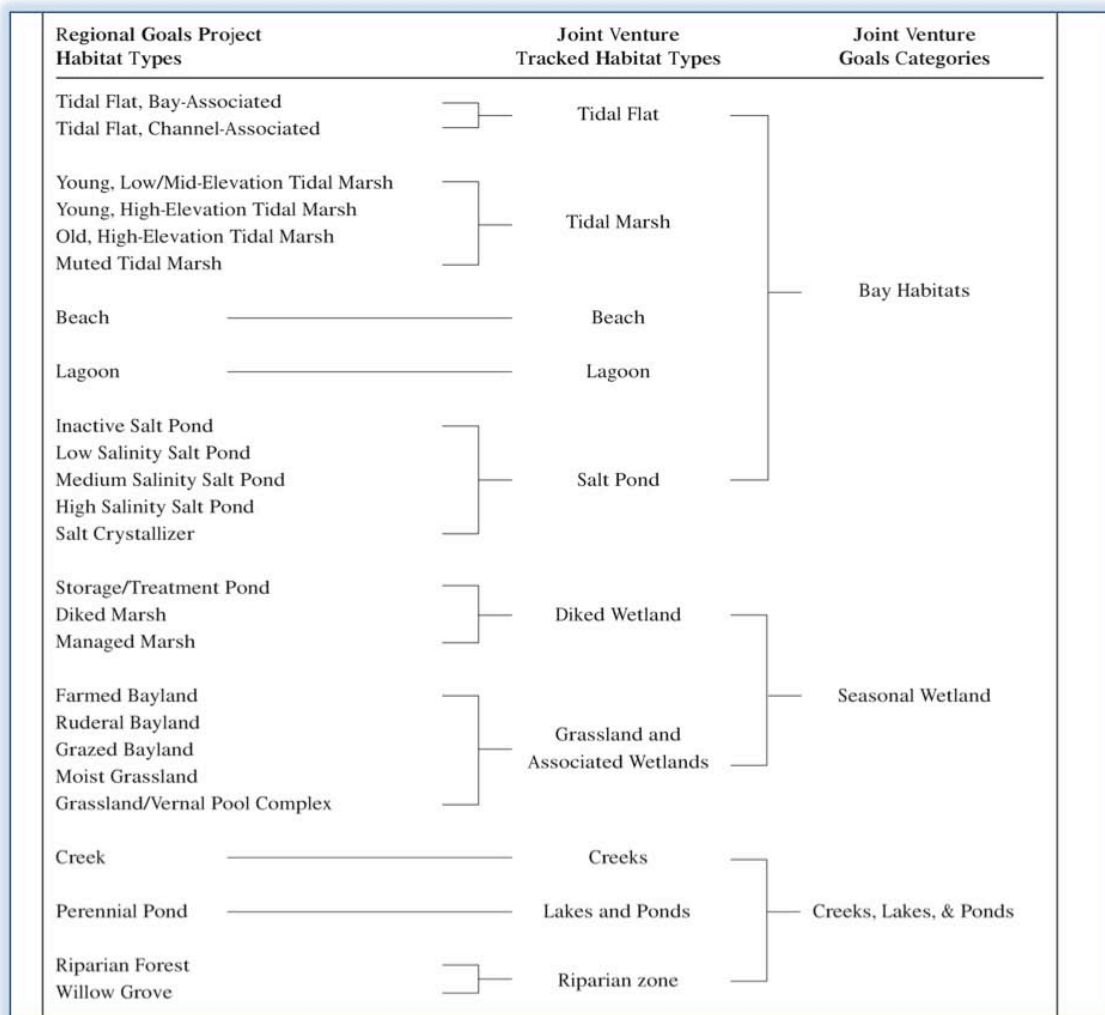 Regional Goals Project
Habitat Types
Joint Venture
Tracked Habitat Types
Joint Venture
Goals Categories
Tidal Flat, Bay-Associated
Tidal Flat, Channel-Associated
Tidal Flat
Young, Low/Mid-Elevation Tidal Marsh
Young, High-Elevation Tidal Marsh
Old, High-Elevation Tidal Marsh
Muted Tidal Marsh
Tidal Marsh
Bay Habitats
Beach
Beach
Lagoon
Lagoon
Inactive Salt Pond
Low Salinity Salt Pond
Medium Salinity Salt Pond
High Salinity Salt Pond
Salt Crystallizer
Salt Pond
Storage/Treatment Pond
Diked Marsh
Managed Marsh
Diked Wetland
Seasonal Wetland
Farmed Bayland
Ruderal Bayland
Grazed Bayland
Moist Grassland
Grassland/Vernal Pool Complex
Grassland and
Associated Wetlands
Creek
Creeks
Perennial Pond
Lakes and Ponds
Creeks, Lakes, & Ponds
Riparian Forest
Willow Grove
Riparian zone